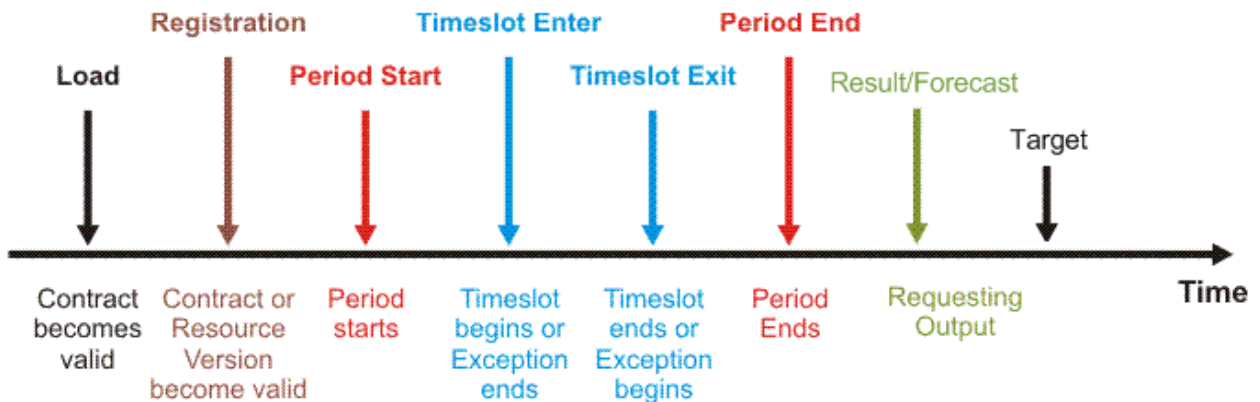 Registration
Timeslot Enter
Period End
Load
Period Start
Timeslot Exit
Result/Forecast
Target
Time
Contract
becomes
valid
Contract or
Resource
Version
become valid
Period
starts
Timeslot
begins or
Exception
ends
Timeslot
ends or
Exception
begins
Period
Ends
Requesting
Output